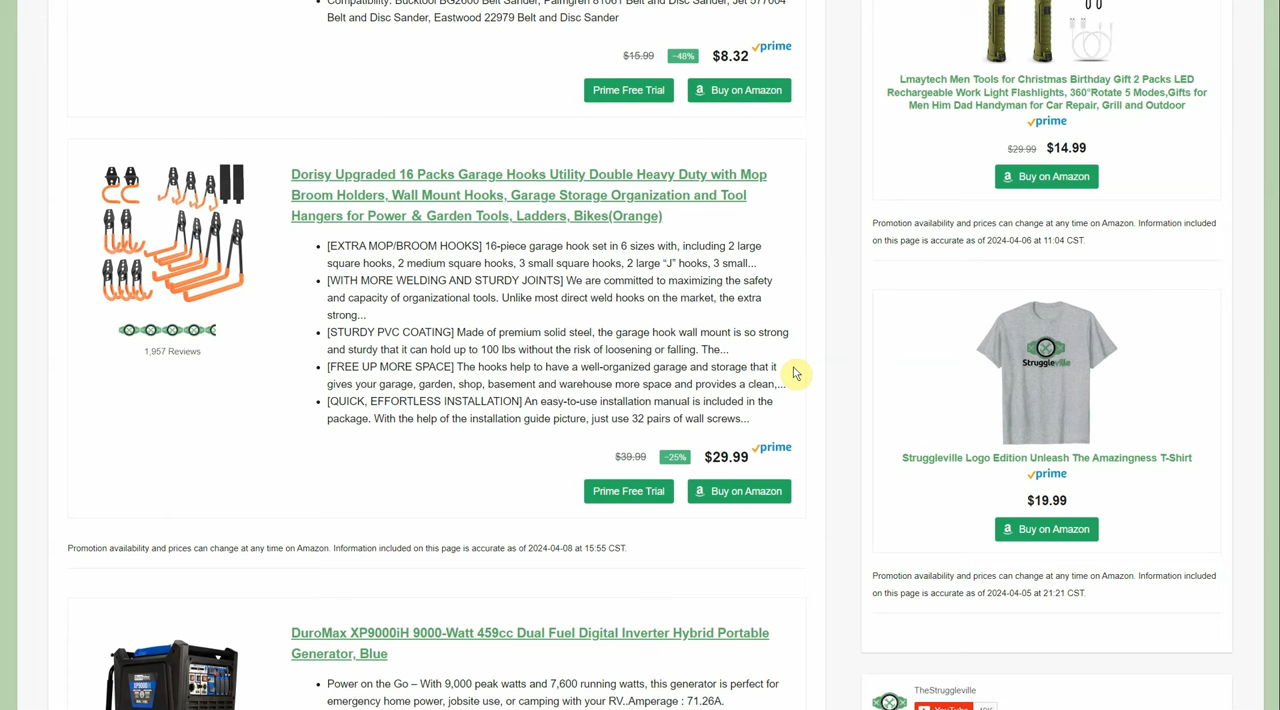 Compatibility: Bucktool BG2600 Belt Sander, Palmgren 81061 Belt and Disc Sander, Jet 577004
Belt and Disc Sander, Eastwood 22979 Belt and Disc Sander
$15.99 −48% $8.32 prime
Prime Free Trial
Buy on Amazon
Dorisy Upgraded 16 Packs Garage Hooks Utility Double Heavy Duty with Mop
Broom Holders, Wall Mount Hooks, Garage Storage Organization and Tool
Hangers for Power & Garden Tools, Ladders, Bikes(Orange)
[EXTRA MOP/BROOM HOOKS] 16-piece garage hook set in 6 sizes with, including 2 large
square hooks, 2 medium square hooks, 3 small square hooks, 2 large “J” hooks, 3 small...
[WITH MORE WELDING AND STURDY JOINTS] We are committed to maximizing the safety
and capacity of organizational tools. Unlike most direct weld hooks on the market, the extra
strong...
[STURDY PVC COATING] Made of premium solid steel, the garage hook wall mount is so strong
and sturdy that it can hold up to 100 lbs without the risk of loosening or falling. The...
[FREE UP MORE SPACE] The hooks help to have a well-organized garage and storage that it
gives your garage, garden, shop, basement and warehouse more space and provides a clean,...
[QUICK, EFFORTLESS INSTALLATION] An easy-to-use installation manual is included in the
package. With the help of the installation guide picture, just use 32 pairs of wall screws...
1,957 Reviews
$39.99 −25% $29.99 prime
Prime Free Trial
Buy on Amazon
Promotion availability and prices can change at any time on Amazon. Information included on this page is accurate as of 2024-04-08 at 15:55 CST.
DuroMax XP9000iH 9000-Watt 459cc Dual Fuel Digital Inverter Hybrid Portable
Generator, Blue
Power on the Go – With 9,000 peak watts and 7,600 running watts, this generator is perfect for
emergency home power, jobsite use, or camping with your RV..Amperage : 71.26A.
Lmaytech Men Tools for Christmas Birthday Gift 2 Packs LED
Rechargeable Work Light Flashlights, 360°Rotate 5 Modes,Gifts for
Men Him Dad Handyman for Car Repair, Grill and Outdoor
prime
$29.99 $14.99
Buy on Amazon
Promotion availability and prices can change at any time on Amazon. Information included
on this page is accurate as of 2024-04-06 at 11:04 CST.
Struggleville
Struggleville Logo Edition Unleash The Amazingness T-Shirt
prime
$19.99
Buy on Amazon
Promotion availability and prices can change at any time on Amazon. Information included
on this page is accurate as of 2024-04-05 at 21:21 CST.
TheStruggleville
YouTube